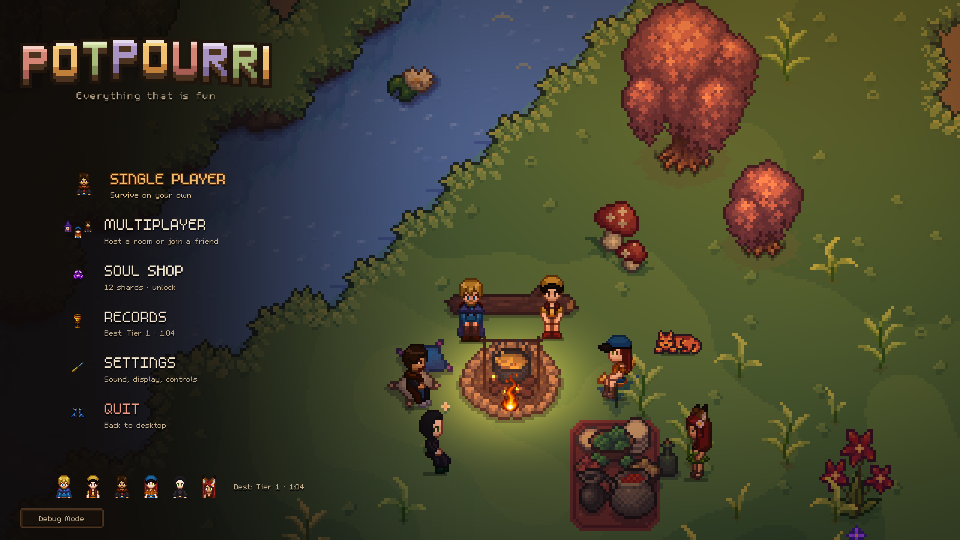 POTPOURRI
Everything that is fun
SINGLE PLAYER
Survive on your own
MULTIPLAYER
Host a room or join a friend
SOUL SHOP
12 shards · unlock
RECORDS
Best: Tier 1 · 1:04
SETTINGS
Sound, display, controls
QUIT
Back to desktop
Best: Tier 1 · 1:04
Debug Mode